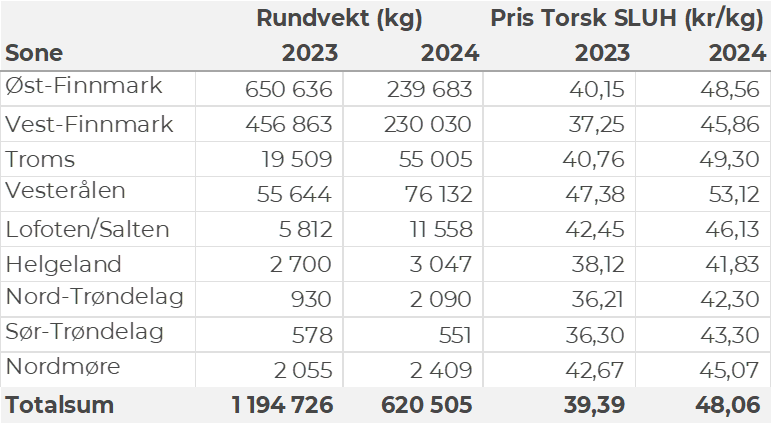 Rundvekt (kg) Pris Torsk SLUH (kr/kg)
Sone 2023 2024 2023 2024
Øst-Finnmark 650 636 239 683 40,15 48,56
Vest-Finnmark 456 863 230 030 37,25 45,86
Troms 19 509 55 005 40,76 49,30
Vesterålen 55 644 76 132 47,38 53,12
Lofoten/Salten 5 812 11 558 42,45 46,13
Helgeland 2 700 3 047 38,12 41,83
Nord-Trøndelag 930 2 090 36,21 42,30
Sør-Trøndelag 578 551 36,30 43,30
Nordmøre 2 055 2 409 42,67 45,07
Totalsum 1 194 726 620 505 39,39 48,06